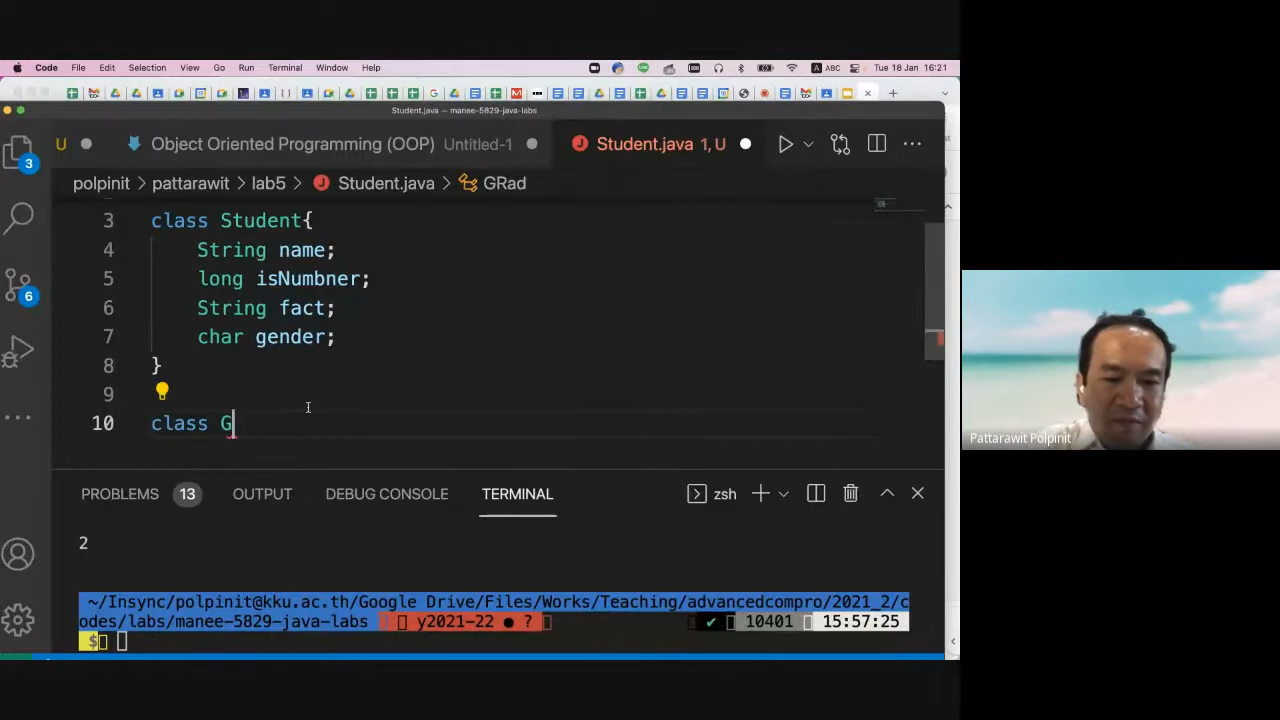 Code File Edit Selection View Go Run Terminal Window Help ABC Tue 18 Jan 16:21
Student.java — manee-5829-java-labs
U Object Oriented Programming (OOP) Untitled-1 Student.java 1, U
polpinit > pattarawit > lab5 > Student.java > GRad
3 class Student{
4 String name;
5 long isNumbner;
6 String fact;
7 char gender;
8 }
9
10 class G
3
6
Pattarawit Polpinit
PROBLEMS 13 OUTPUT DEBUG CONSOLE TERMINAL zsh
2
~/Insync/polpinit@kku.ac.th/Google Drive/Files/Works/Teaching/advancedcompro/2021_2/c
odes/labs/manee-5829-java-labs y2021-22 ● ? ✔ 10401 15:57:25
$